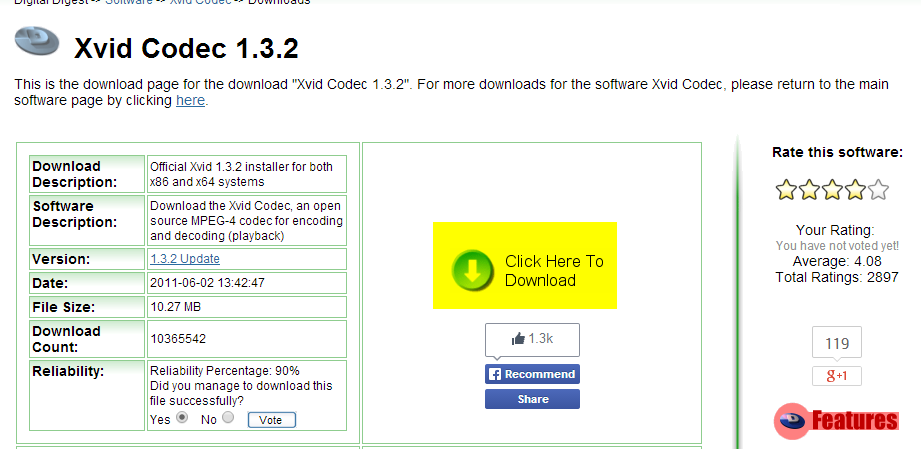 Digital Digest -> Software -> Xvid Codec -> Downloads
Xvid Codec 1.3.2
This is the download page for the download "Xvid Codec 1.3.2". For more downloads for the software Xvid Codec, please return to the main
software page by clicking here.
Download
Description:
Official Xvid 1.3.2 installer for both
x86 and x64 systems
Software
Description:
Download the Xvid Codec, an open
source MPEG-4 codec for encoding
and decoding (playback)
Version:
1.3.2 Update
Date:
2011-06-02 13:42:47
File Size:
10.27 MB
Download
Count:
10365542
Reliability:
Reliability Percentage: 90%
Did you manage to download this
file successfully?
Yes No Vote
Click Here To
Download
1.3k
Recommend
Share
Rate this software:
Your Rating:
You have not voted yet!
Average: 4.08
Total Ratings: 2897
119
g+1
Features